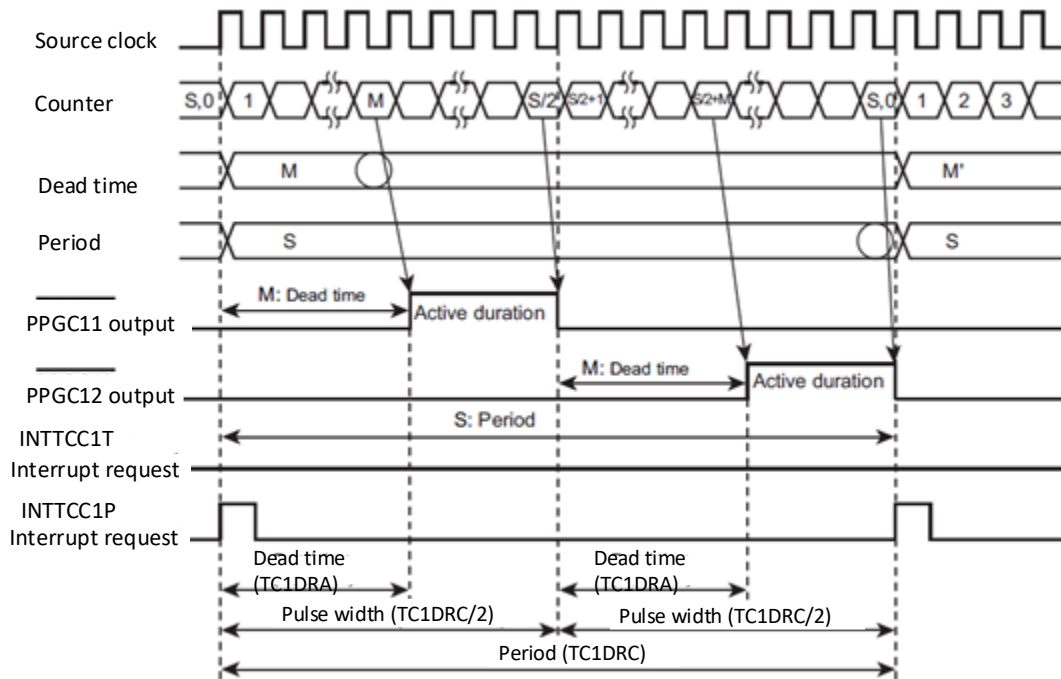 Source clock
Counter S,0 1 M S/2 S/2+1 S/2+M S,0 1 2 3
Dead time M M'
Period S S
M: Dead time
PPGC11 output Active duration
M: Dead time
PPGC12 output Active duration
S: Period
INTTCC1T
Interrupt request
INTTCC1P
Interrupt request
Dead time Dead time
(TC1DRA) (TC1DRA)
Pulse width (TC1DRC/2) Pulse width (TC1DRC/2)
Period (TC1DRC)